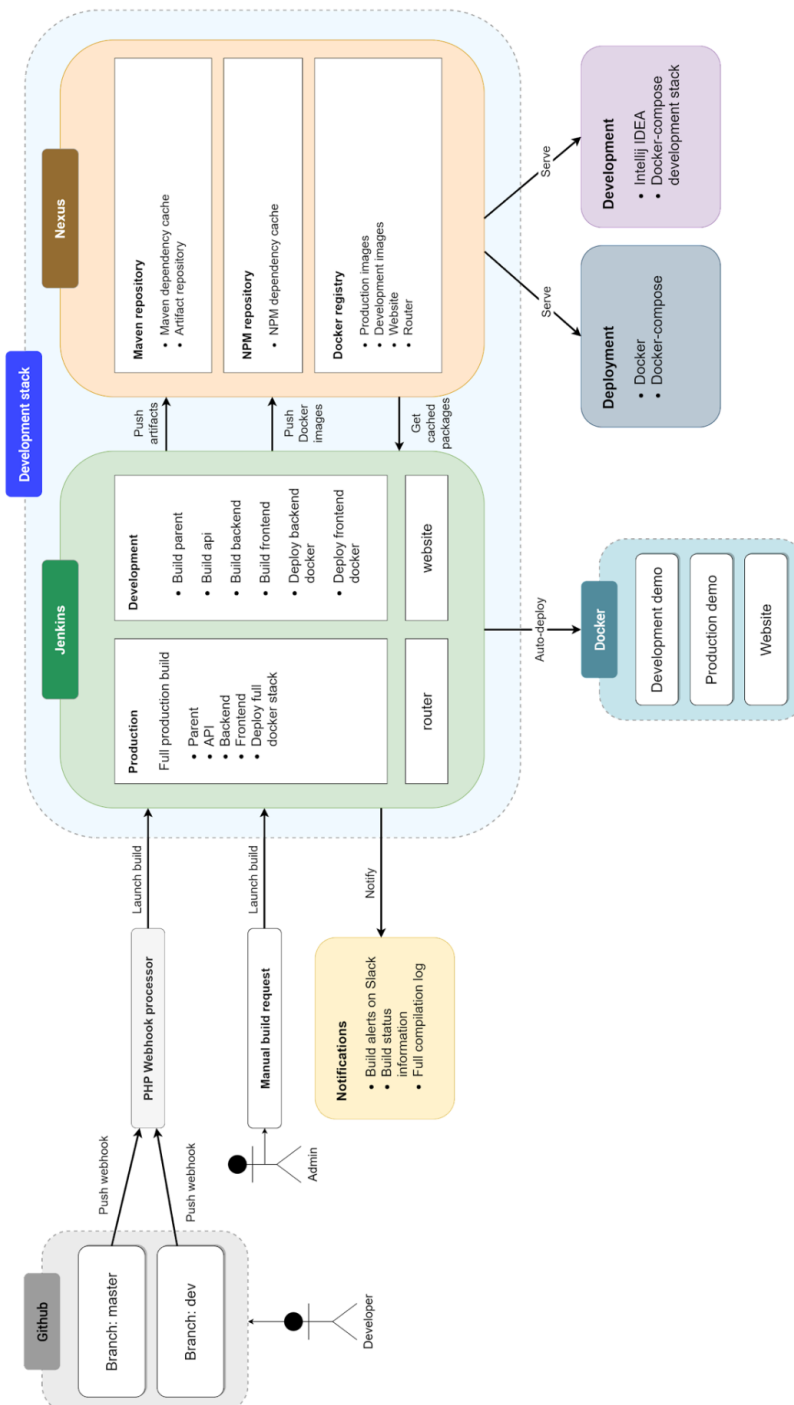 Development stack
Github
Branch: master
Branch: dev
Developer
Push webhook
Push webhook
PHP Webhook processor
Admin
Manual build request
Launch build
Launch build
Notify
Notifications
• Build alerts on Slack
• Build status
information
• Full compilation log
Jenkins
Production
Full production build
• Parent
• API
• Backend
• Frontend
• Deploy full
docker stack
Development
• Build parent
• Build api
• Build backend
• Build frontend
• Deploy backend
docker
• Deploy frontend
docker
router
website
Push
artifacts
Push
Docker
images
Get
cached
packages
Nexus
Maven repository
• Maven dependency cache
• Artifact repository
NPM repository
• NPM dependency cache
Docker registry
• Production images
• Development images
• Website
• Router
Auto-deploy
Docker
Development demo
Production demo
Website
Serve
Serve
Deployment
• Docker
• Docker-compose
Development
• Intellij IDEA
• Docker-compose
development stack